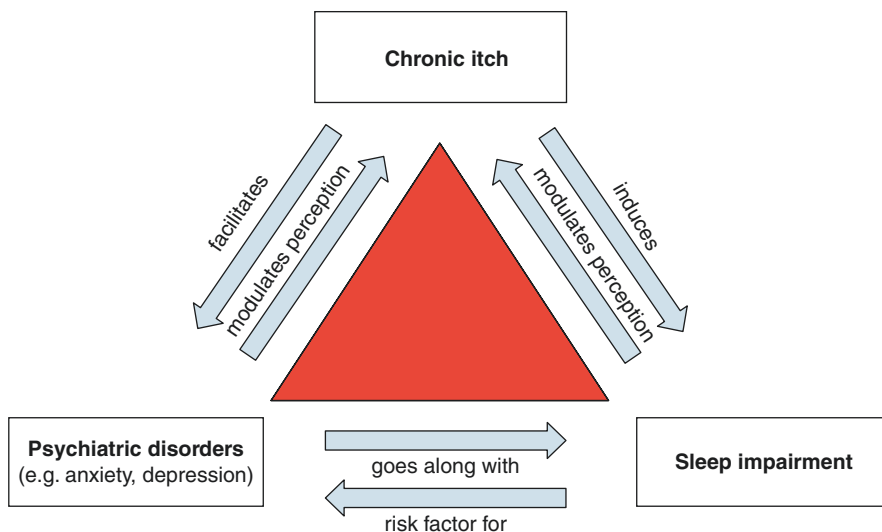 Chronic itch
facilitates
modulates perception
modulates perception
induces
Psychiatric disorders
(e.g. anxiety, depression)
goes along with
risk factor for
Sleep impairment